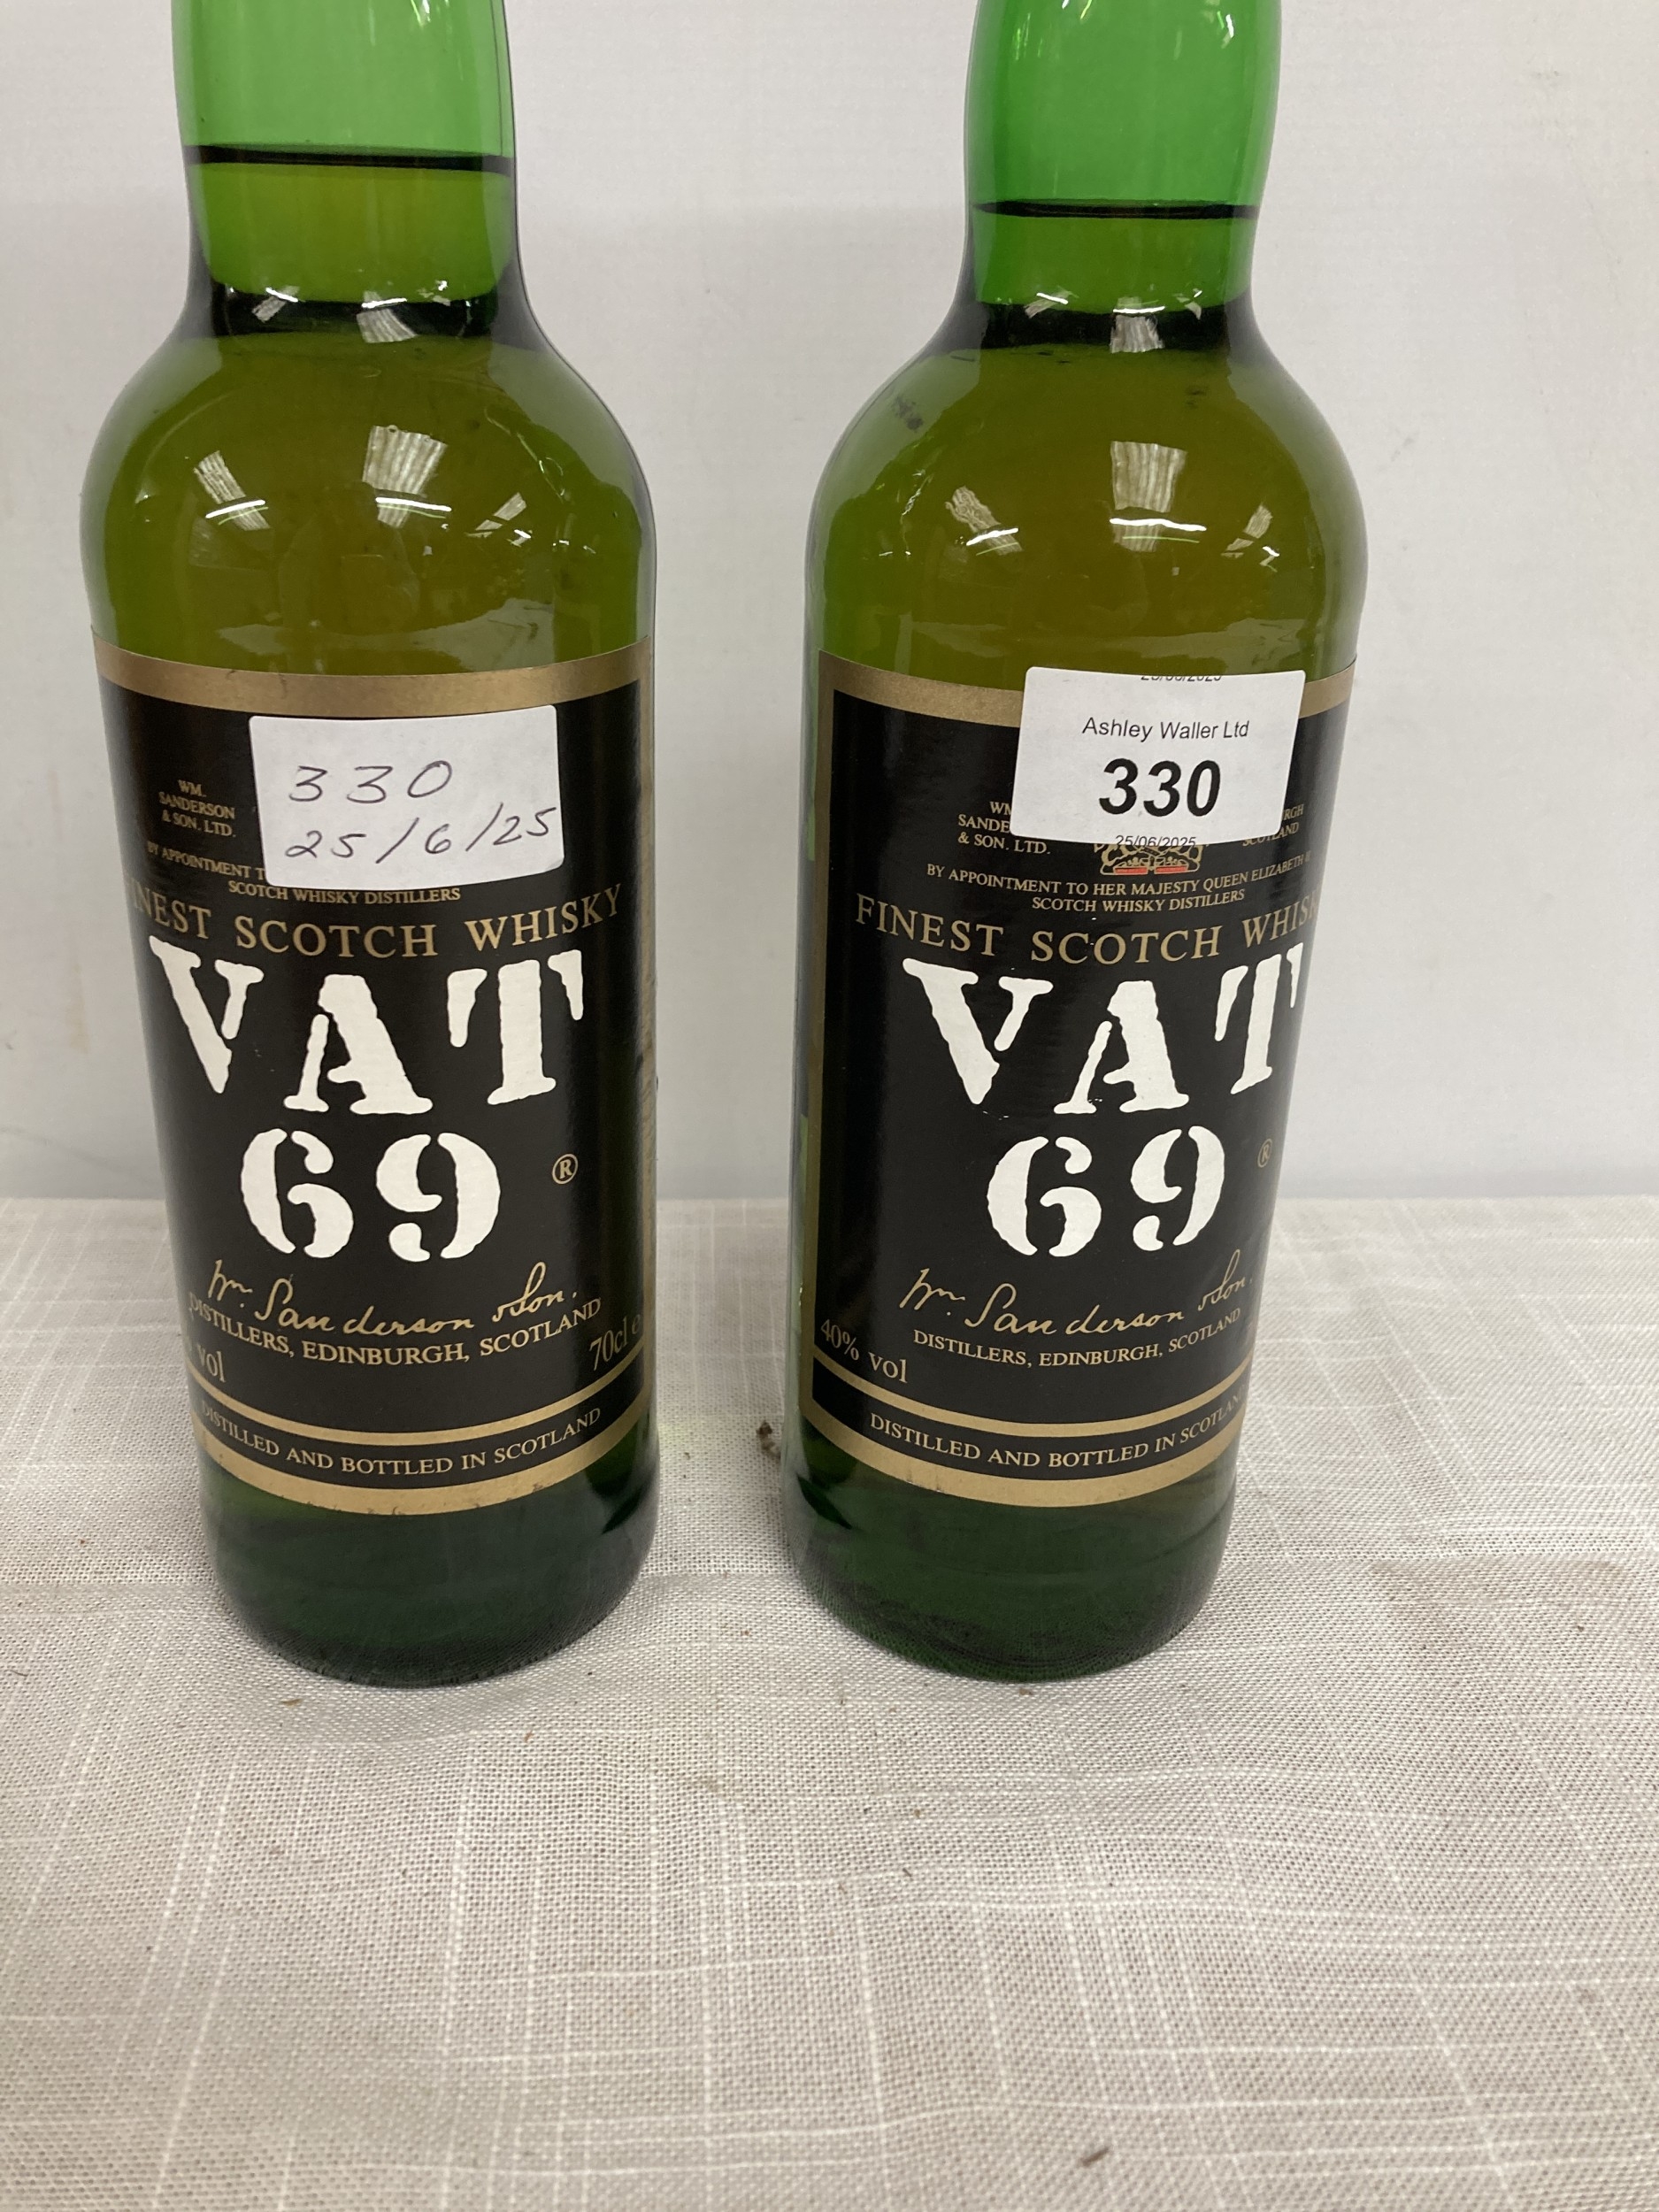 330
25/6/25
WM.
SANDERSON
& SON. LTD.
BY APPOINTMENT
SCOTCH WHISKY DISTILLERS
FINEST SCOTCH WHISKY
VAT
69 ®
Wm. Sanderson & Son.
DISTILLERS, EDINBURGH, SCOTLAND
vol
70cl e
DISTILLED AND BOTTLED IN SCOTLAND
Ashley Waller Ltd
330
25/06/2025
& SON. LTD.
SCOTLAND
BY APPOINTMENT TO HER MAJESTY QUEEN ELIZABETH II
SCOTCH WHISKY DISTILLERS
FINEST SCOTCH WHISKY
VAT
69 ®
Wm. Sanderson & Son.
DISTILLERS, EDINBURGH, SCOTLAND
40% vol
DISTILLED AND BOTTLED IN SCOTLAND